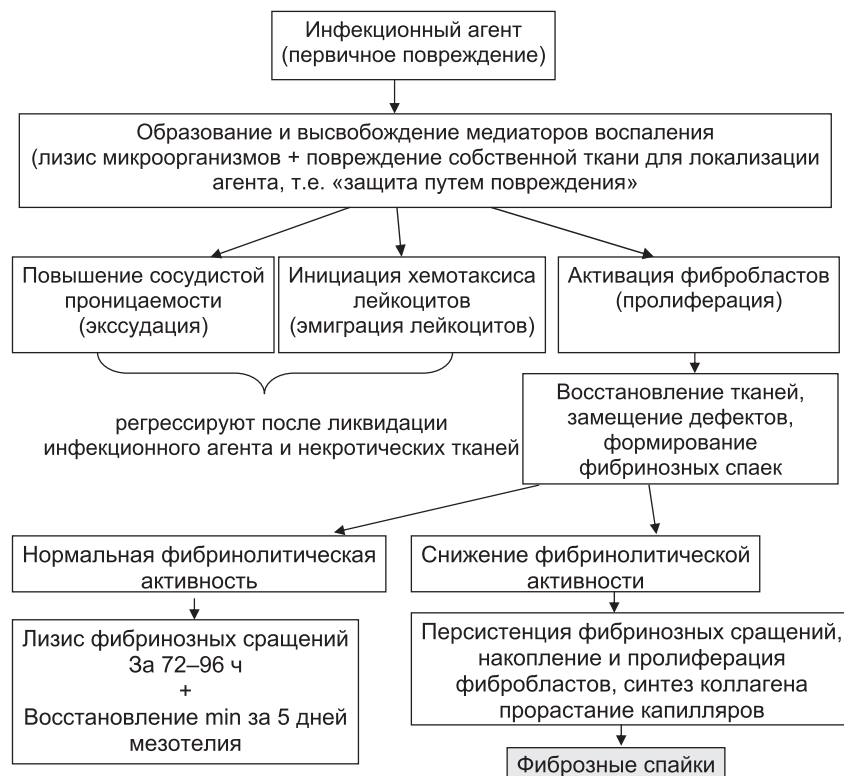 Инфекционный агент
(первичное повреждение)
Образование и высвобождение медиаторов воспаления
(лизис микроорганизмов + повреждение собственной ткани для локализации
агента, т.е. «защита путем повреждения»
Повышение сосудистой
проницаемости
(экссудация)
Инициация хемотаксиса
лейкоцитов
(эмиграция лейкоцитов)
Активация фибробластов
(пролиферация)
регрессируют после ликвидации
инфекционного агента и некротических тканей
Восстановление тканей,
замещение дефектов,
формирование
фибринозных спаек
Нормальная фибринолитическая
активность
Снижение фибринолитической
активности
Лизис фибринозных сращений
За 72–96 ч
+
Восстановление min за 5 дней
мезотелия
Персистенция фибринозных сращений,
накопление и пролиферация
фибробластов, синтез коллагена
прорастание капилляров
Фиброзные спайки